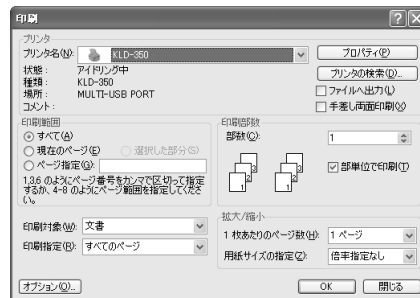 印刷
プリンタ
プリンタ名(N): KLD-350 プロパティ(P)
状態: アイドリング中 プリンタの検索(D)...
種類: KLD-350 ファイルへ出力(L)
場所: MULTI-USB PORT 手差し両面印刷(X)
コメント:
印刷範囲
すべて(A)
現在のページ(E) 選択した部分(S)
ページ指定(G):
1,3,6 のようにページ番号をカンマで区切って指定
するか、4-8 のようにページ範囲を指定してくださ
い。
印刷部数
部数(C): 1
1 2 3 1 2 3
部単位で印刷(T)
印刷対象(W): 文書
印刷指定(R): すべてのページ
拡大/縮小
1 枚あたりのページ数(H): 1 ページ
用紙サイズの指定(Z): 倍率指定なし
オプション(O)... OK 閉じる